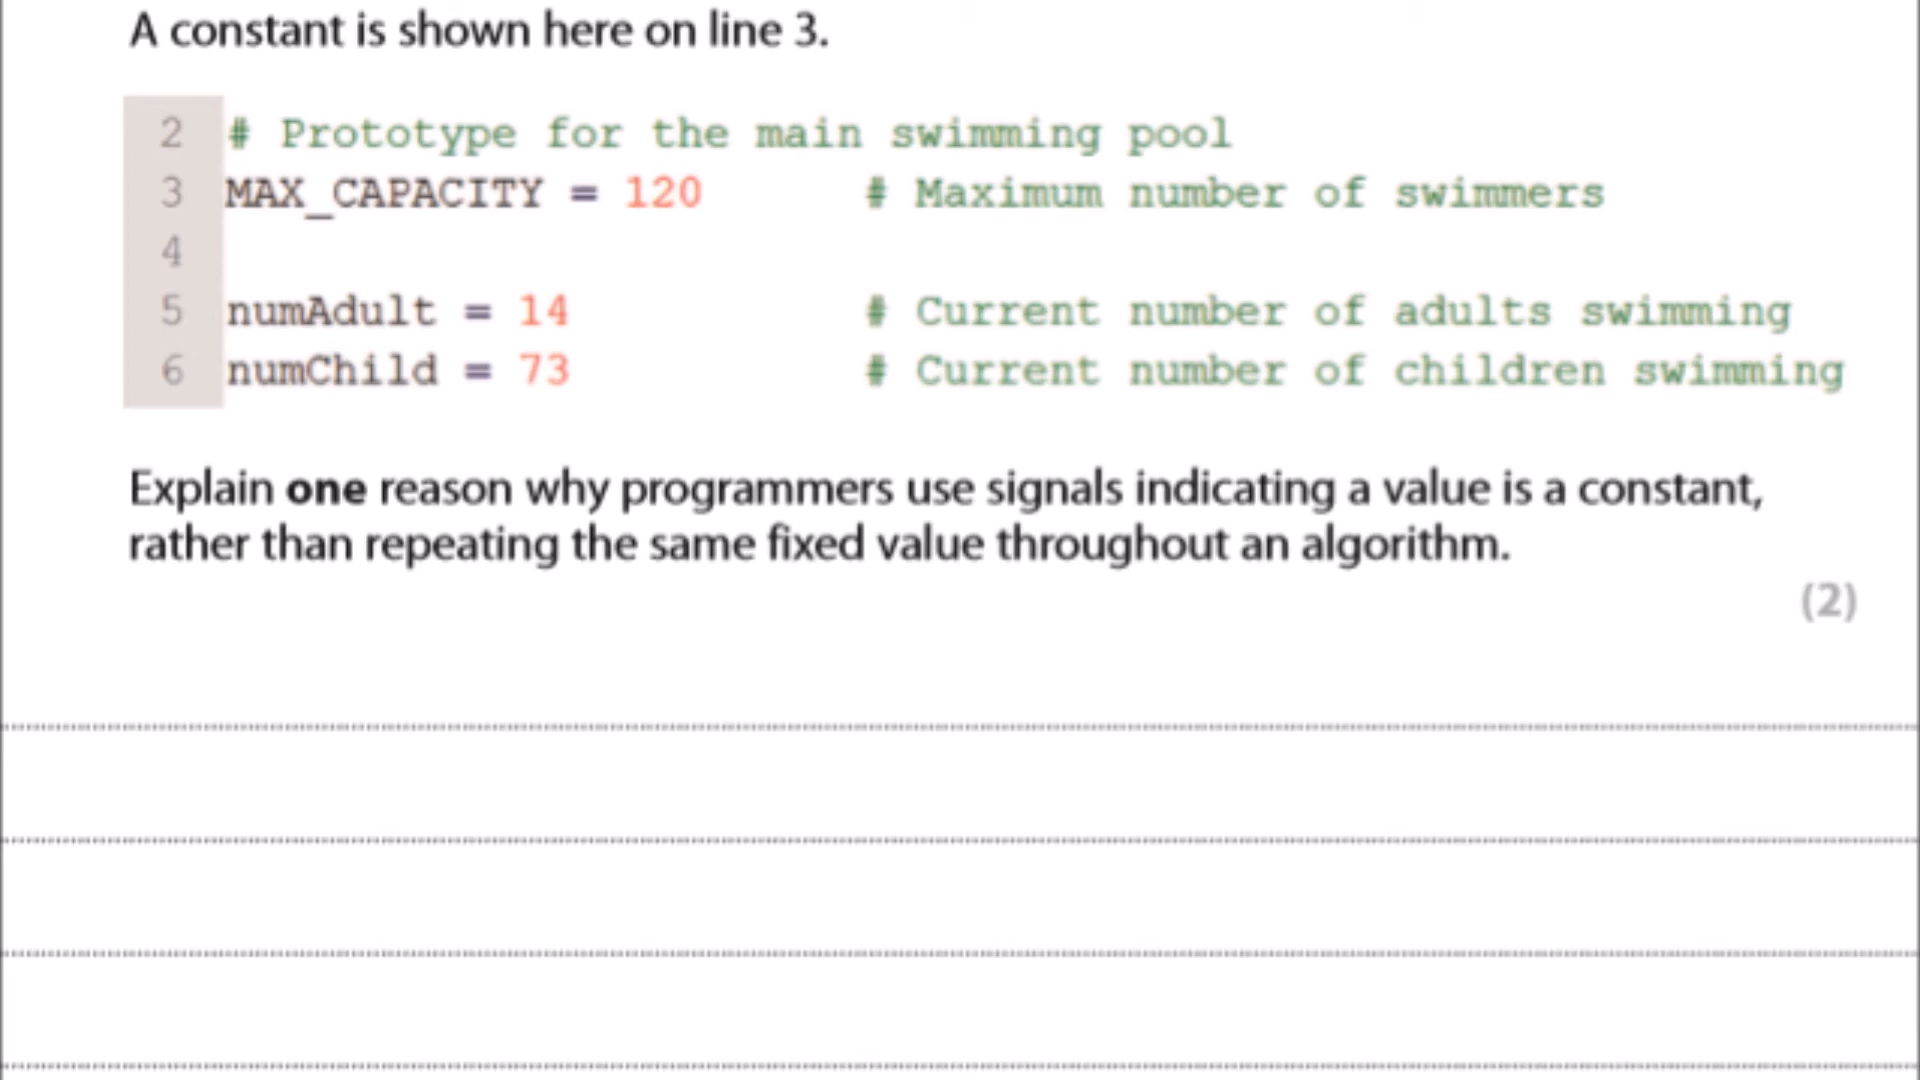 A constant is shown here on line 3.
2 # Prototype for the main swimming pool
3 MAX_CAPACITY = 120 # Maximum number of swimmers
4
5 numAdult = 14 # Current number of adults swimming
6 numChild = 73 # Current number of children swimming
Explain one reason why programmers use signals indicating a value is a constant,
rather than repeating the same fixed value throughout an algorithm.
(2)